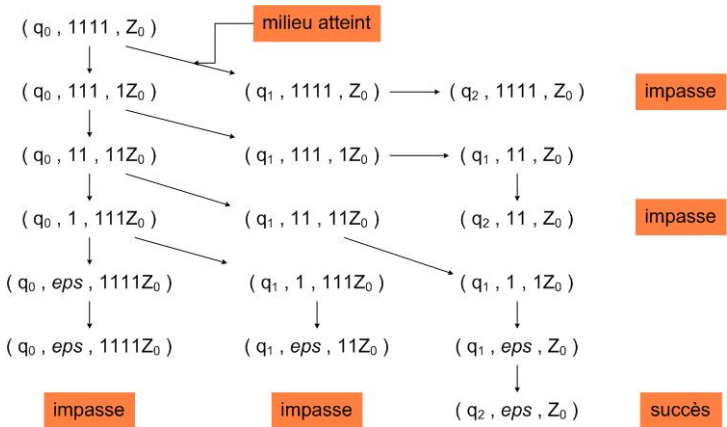 ( q₀ , 1111 , Z₀ ) milieu atteint
( q₀ , 111 , 1Z₀ ) ( q₁ , 1111 , Z₀ ) ( q₂ , 1111 , Z₀ ) impasse
( q₀ , 11 , 11Z₀ ) ( q₁ , 111 , 1Z₀ ) ( q₁ , 11 , Z₀ )
( q₀ , 1 , 111Z₀ ) ( q₁ , 11 , 11Z₀ ) ( q₂ , 11 , Z₀ ) impasse
( q₀ , eps , 1111Z₀ ) ( q₁ , 1 , 111Z₀ ) ( q₁ , 1 , 1Z₀ )
( q₀ , eps , 1111Z₀ ) ( q₁ , eps , 11Z₀ ) ( q₁ , eps , Z₀ )
impasse impasse ( q₂ , eps , Z₀ ) succès